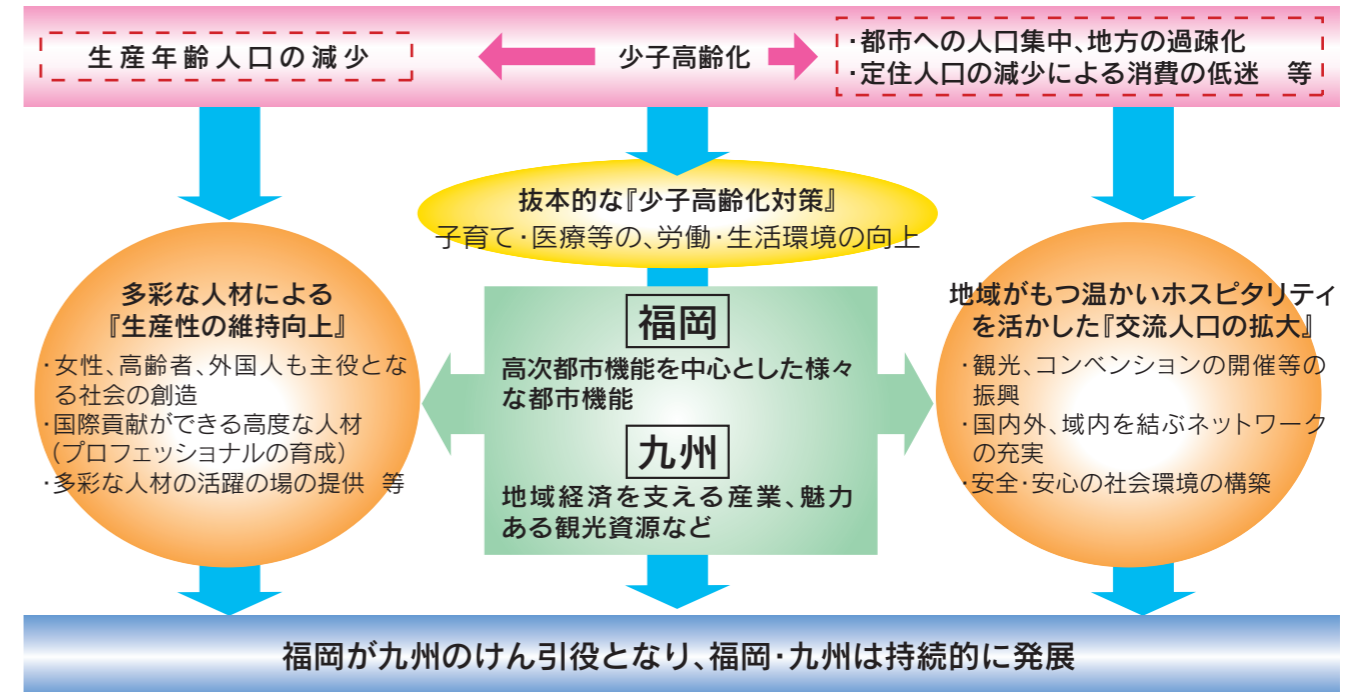 生産年齢人口の減少
少子高齢化
・都市への人口集中、地方の過疎化
・定住人口の減少による消費の低迷 等
抜本的な『少子高齢化対策』
子育て・医療等の、労働・生活環境の向上
多彩な人材による
『生産性の維持向上』
・女性、高齢者、外国人も主役とな
る社会の創造
・国際貢献ができる高度な人材
(プロフェッショナルの育成)
・多彩な人材の活躍の場の提供 等
福岡
高次都市機能を中心とした様々
な都市機能
九州
地域経済を支える産業、魅力
ある観光資源など
地域がもつ温かいホスピタリティ
を活かした『交流人口の拡大』
・観光、コンベンションの開催等の
振興
・国内外、域内を結ぶネットワーク
の充実
・安全・安心の社会環境の構築
福岡が九州のけん引役となり、福岡・九州は持続的に発展